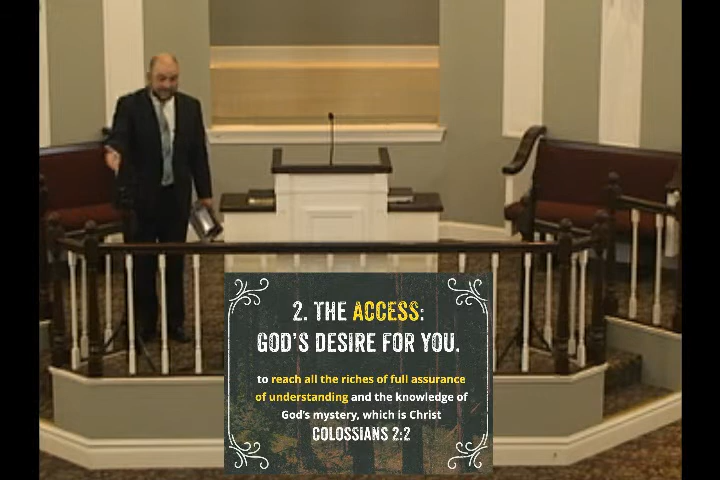 2. THE ACCESS:
GOD'S DESIRE FOR YOU.
to reach all the riches of full assurance
of understanding and the knowledge of
God's mystery, which is Christ
COLOSSIANS 2:2